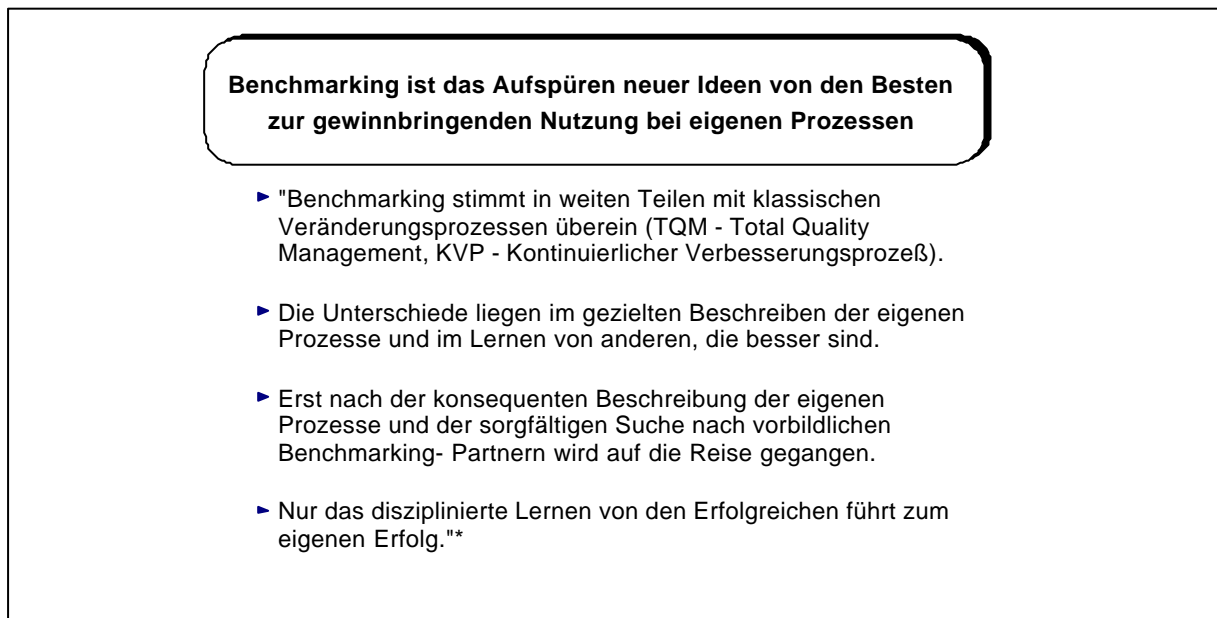 Benchmarking ist das Aufspüren neuer Ideen von den Besten
zur gewinnbringenden Nutzung bei eigenen Prozessen
"Benchmarking stimmt in weiten Teilen mit klassischen
Veränderungsprozessen überein (TQM - Total Quality
Management, KVP - Kontinuierlicher Verbesserungsprozeß).
Die Unterschiede liegen im gezielten Beschreiben der eigenen
Prozesse und im Lernen von anderen, die besser sind.
Erst nach der konsequenten Beschreibung der eigenen
Prozesse und der sorgfältigen Suche nach vorbildlichen
Benchmarking- Partnern wird auf die Reise gegangen.
Nur das disziplinierte Lernen von den Erfolgreichen führt zum
eigenen Erfolg."*